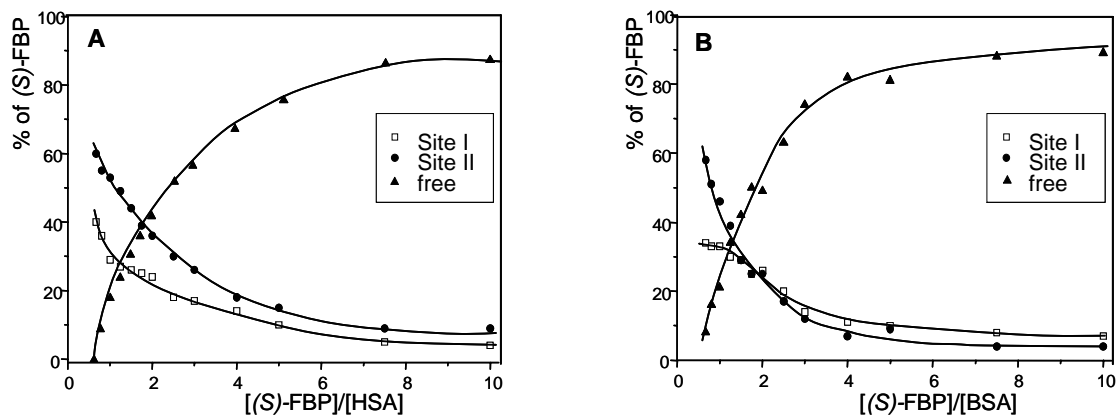 A
% of (S)-FBP
100
80
60
40
20
0
Site I
Site II
free
0 2 4 6 8 10
[(S)-FBP]/[HSA]
B
% of (S)-FBP
100
80
60
40
20
0
Site I
Site II
free
0 2 4 6 8 10
[(S)-FBP]/[BSA]